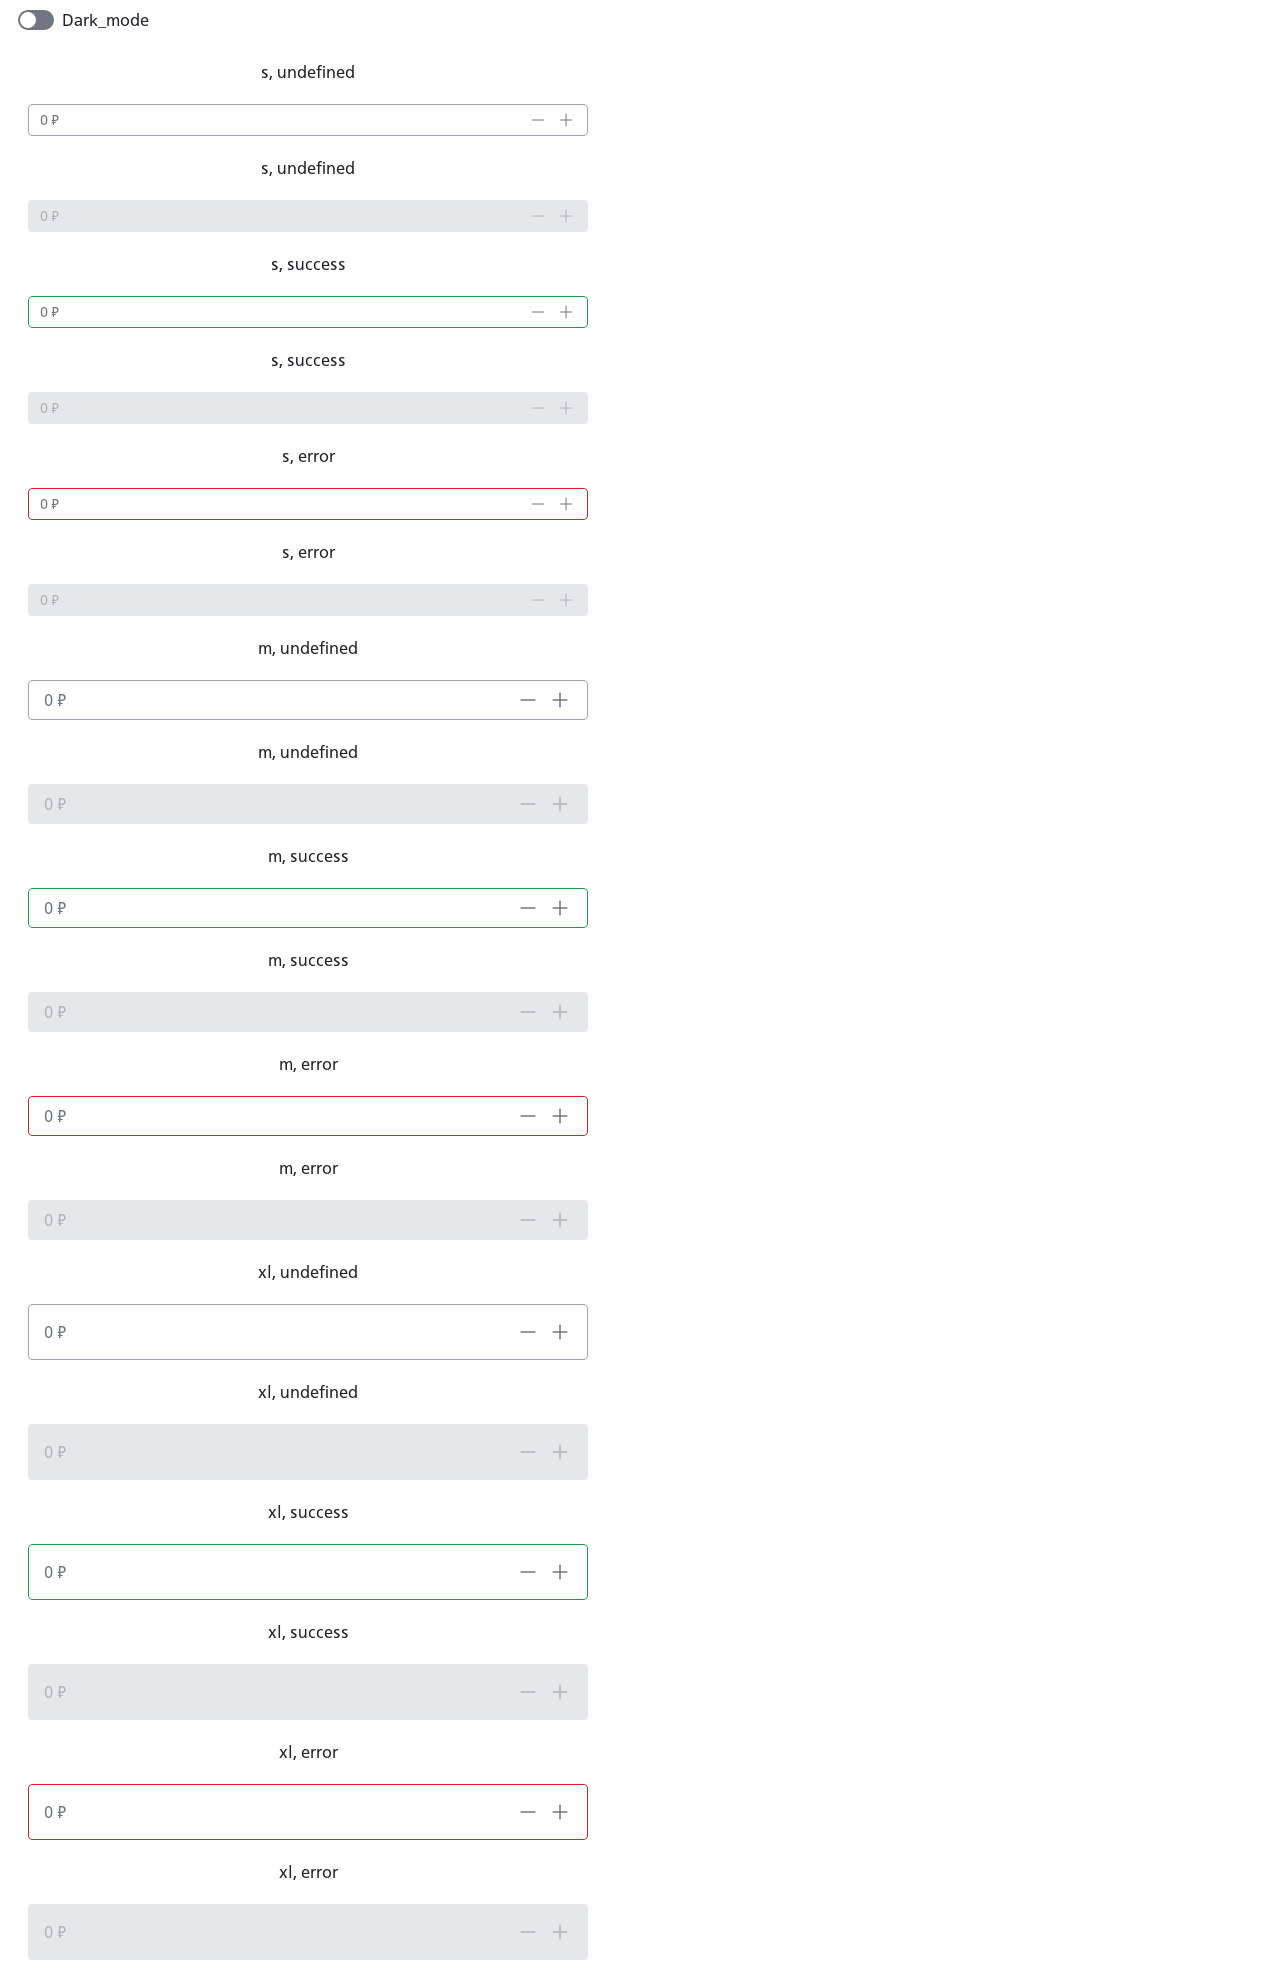 Dark_mode
s, undefined
0 ₽
s, undefined
0 ₽
s, success
0 ₽
s, success
0 ₽
s, error
0 ₽
s, error
0 ₽
m, undefined
0 ₽
m, undefined
0 ₽
m, success
0 ₽
m, success
0 ₽
m, error
0 ₽
m, error
0 ₽
xl, undefined
0 ₽
xl, undefined
0 ₽
xl, success
0 ₽
xl, success
0 ₽
xl, error
0 ₽
xl, error
0 ₽